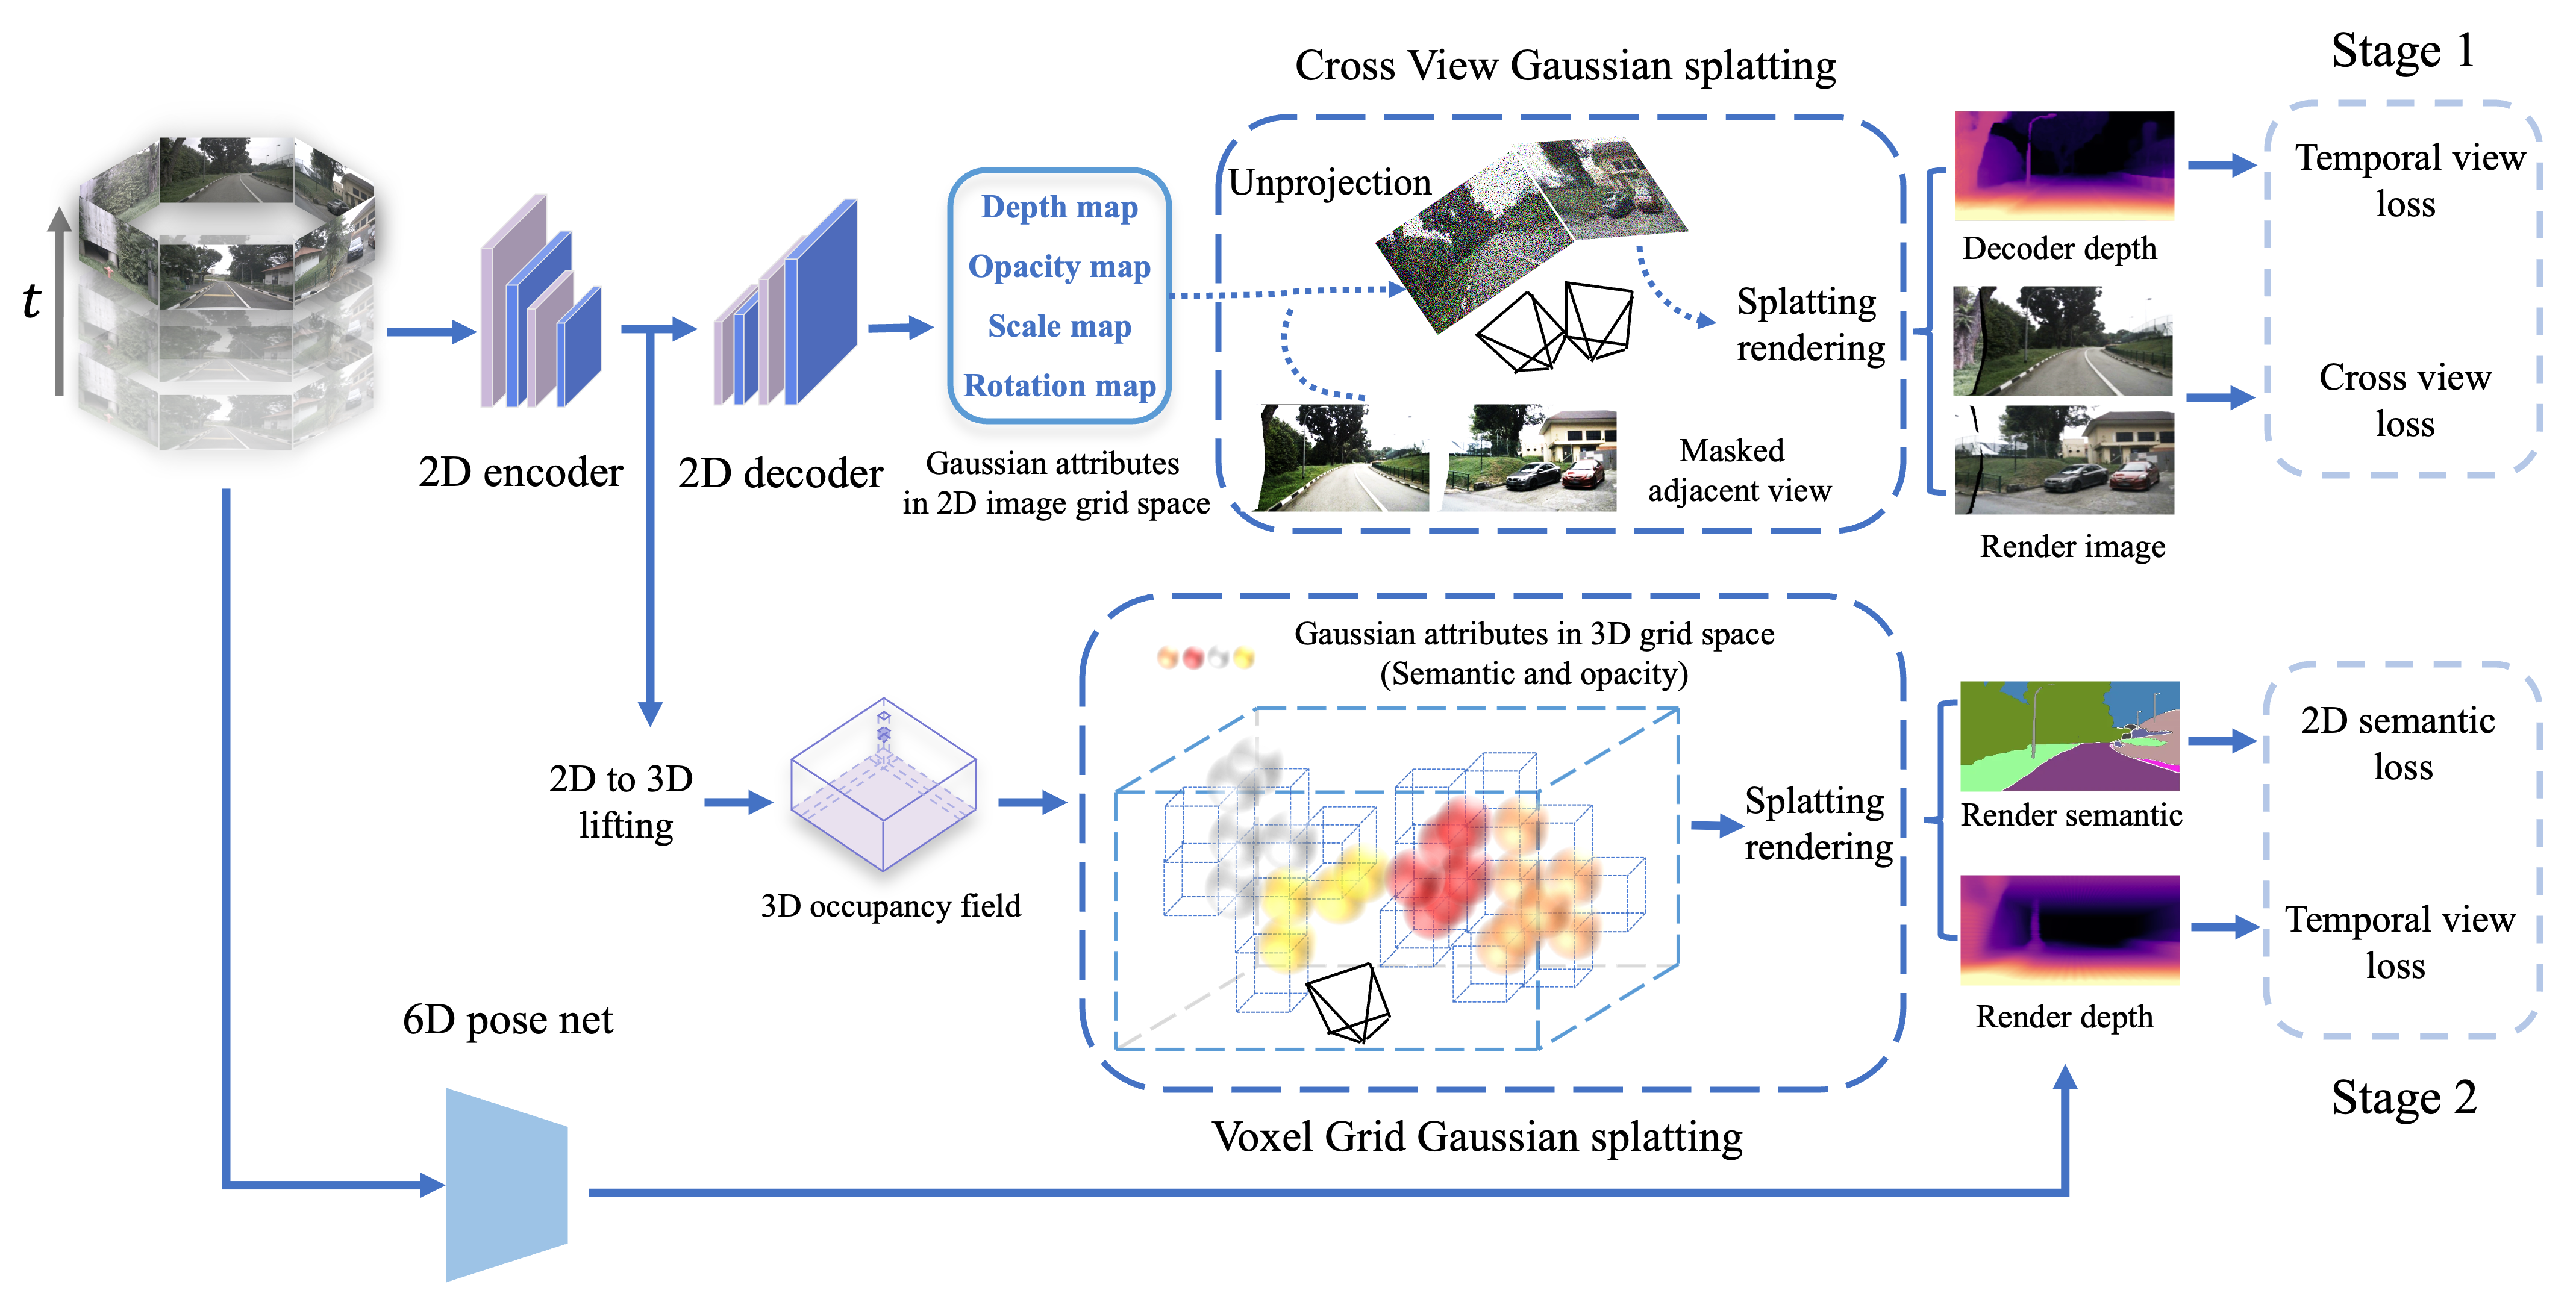 Cross View Gaussian splatting
Stage 1
t
Unprojection
Depth map
Opacity map
Scale map
Rotation map
Splatting
rendering
Masked
adjacent view
2D encoder
2D decoder
Gaussian attributes
in 2D image grid space
Decoder depth
Render image
Temporal view
loss
Cross view
loss
Gaussian attributes in 3D grid space
(Semantic and opacity)
2D to 3D
lifting
3D occupancy field
Splatting
rendering
Render semantic
Render depth
2D semantic
loss
Temporal view
loss
6D pose net
Voxel Grid Gaussian splatting
Stage 2